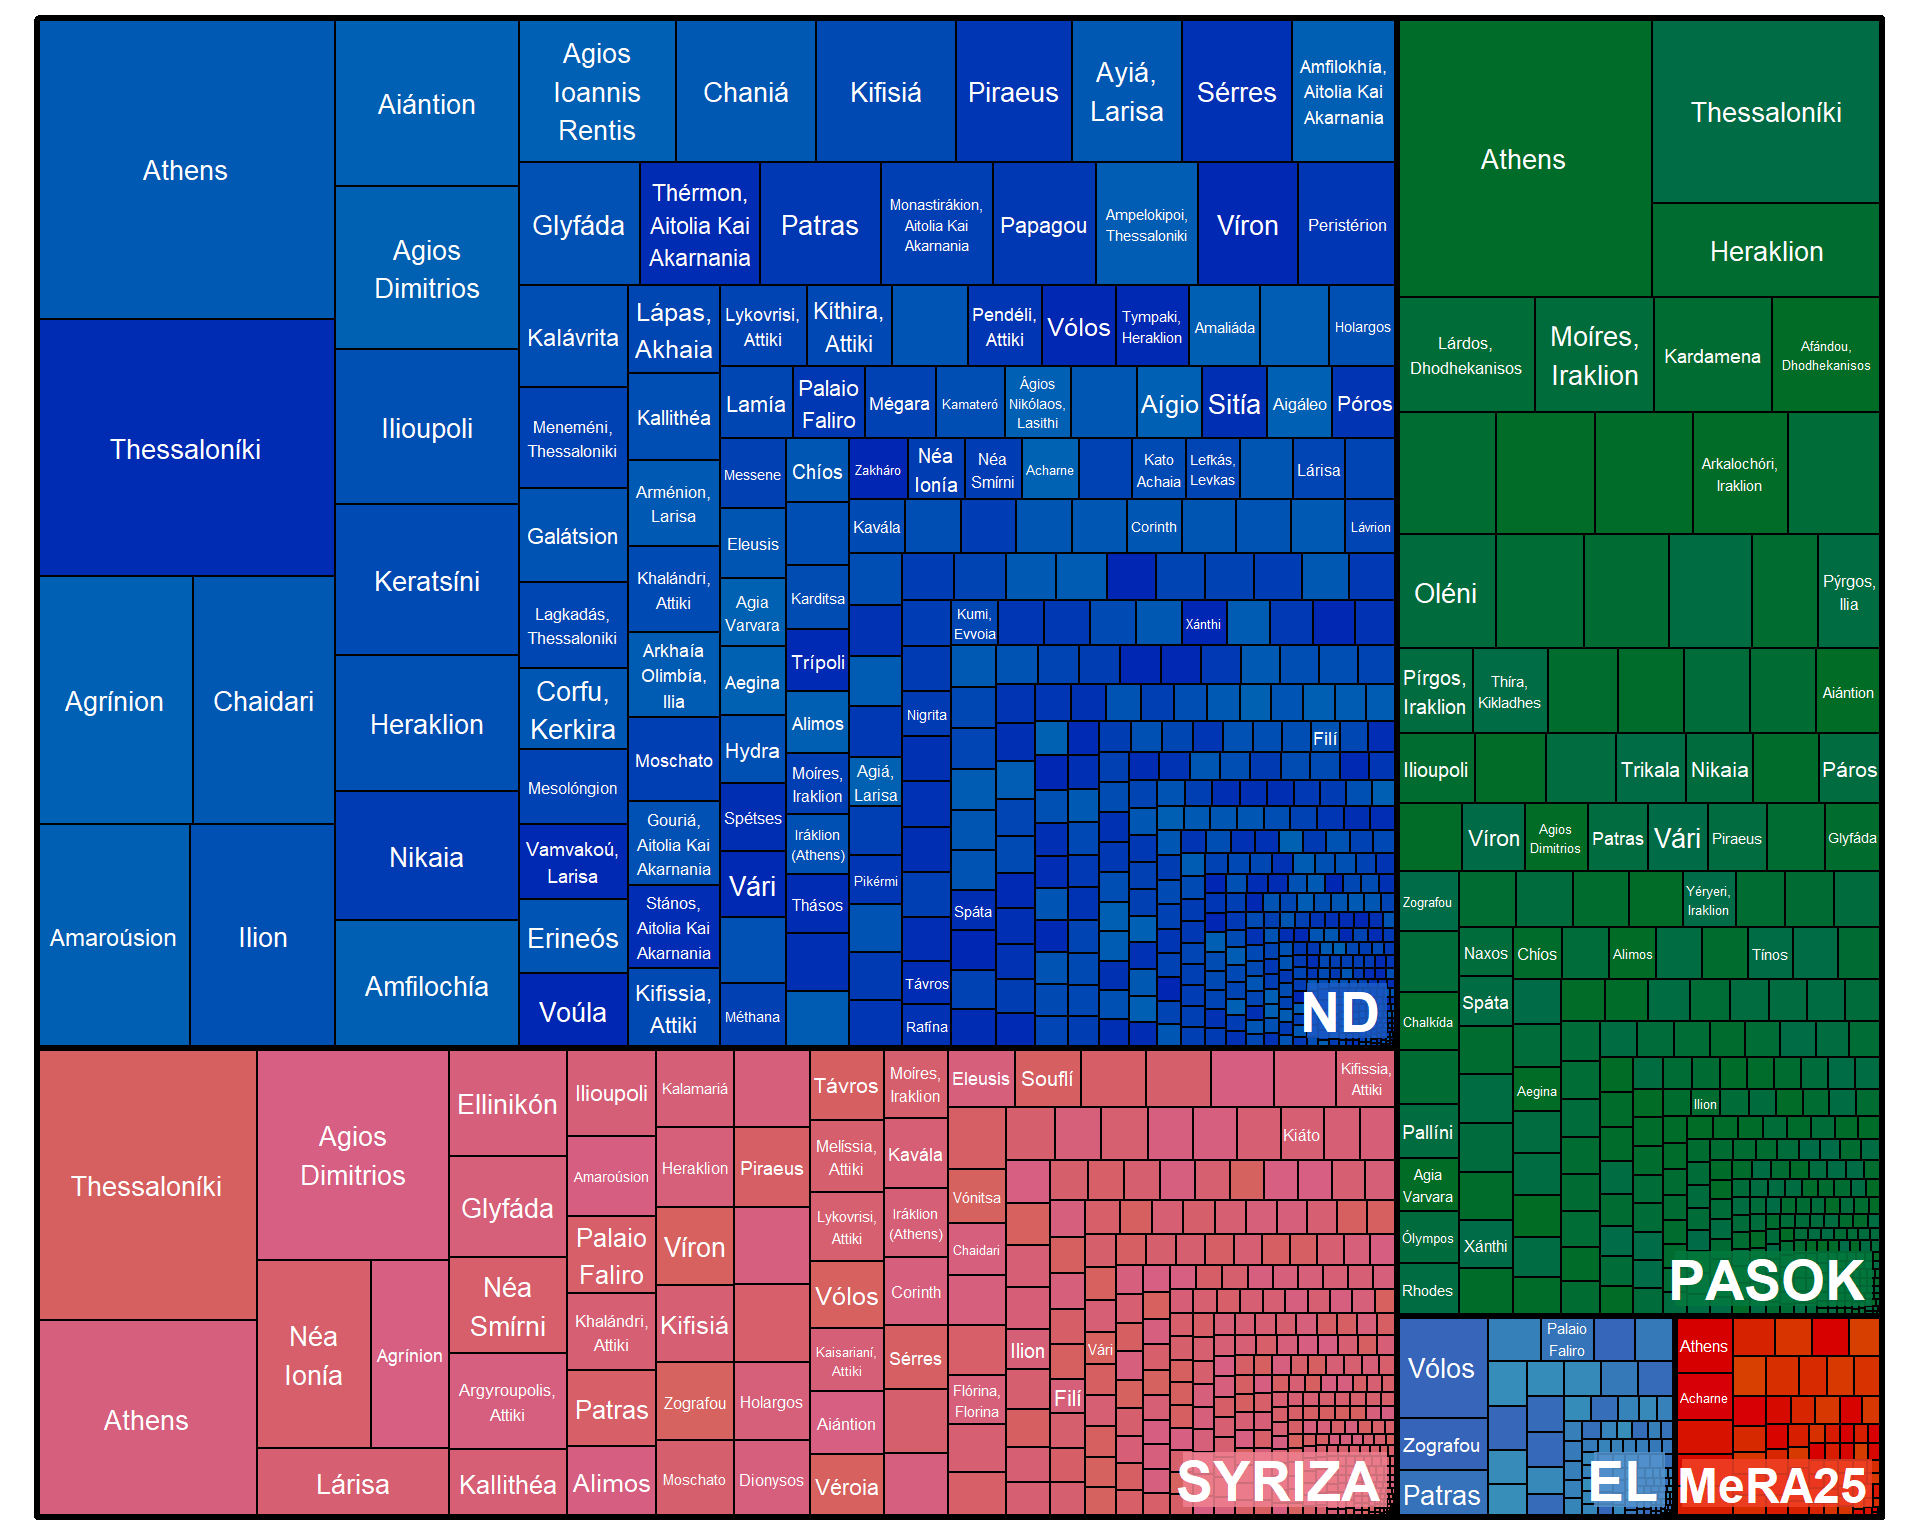 Athens
Thessaloníki
Agrínion
Chaidari
Amaroúsion
Ilion
Aiántion
Agios
Dimitrios
Ilioupoli
Keratsíni
Heraklion
Nikaia
Amfilochía
Agios
Ioannis
Rentis
Chaniá
Kifisiá
Piraeus
Ayiá,
Larisa
Sérres
Amfilokhía,
Aitolia Kai
Akarnania
Glyfáda
Thérmon,
Aitolia Kai
Akarnania
Patras
Monastirákion,
Aitolia Kai
Akarnania
Papagou
Ampelokipoi,
Thessaloniki
Víron
Peristérion
Kalávrita
Meneméni,
Thessaloniki
Galátsion
Lagkadás,
Thessaloniki
Corfu,
Kerkira
Mesolóngion
Vamvakoú,
Larisa
Erineós
Voúla
Lápas,
Akhaia
Kallithéa
Arménion,
Larisa
Khalándri,
Attiki
Arkhaía
Olimbía,
Ilia
Moschato
Gouriá,
Aitolia Kai
Akarnania
Stános,
Aitolia Kai
Akarnania
Kifissia,
Attiki
Lykovrisi,
Attiki
Kíthira,
Attiki
Pendéli,
Attiki
Vólos
Tympaki,
Heraklion
Amaliáda
Holargos
Lamía
Palaio
Faliro
Mégara
Kamateró
Ágios
Nikólaos,
Lasithi
Aígio
Sitía
Aigáleo
Póros
Messene
Eleusis
Agia
Varvara
Aegina
Hydra
Spétses
Vári
Méthana
Chíos
Karditsa
Trípoli
Alimos
Moíres,
Iraklion
Iráklion
(Athens)
Thásos
Zakháro
Néa
Ionía
Néa
Smírni
Acharne
Kato
Achaia
Lefkás,
Levkas
Lárisa
Kavála
Corinth
Lávrion
Agiá,
Larisa
Pikérmi
Nigrita
Távros
Rafína
Kumi,
Evvoia
Xánthi
Spáta
Filí
ND
Athens
Thessaloníki
Heraklion
Lárdos,
Dhodhekanisos
Moíres,
Iraklion
Kardamena
Afándou,
Dhodhekanisos
Arkalochóri,
Iraklion
Oléni
Pýrgos,
Ilia
Pírgos,
Iraklion
Thíra,
Kikladhes
Aiántion
Ilioupoli
Trikala
Nikaia
Páros
Víron
Agios
Dimitrios
Patras
Vári
Piraeus
Glyfáda
Zografou
Yéryeri,
Iraklion
Naxos
Chíos
Alimos
Tínos
Chalkída
Spáta
Aegina
Ilion
Pallíni
Agia
Varvara
Ólympos
Xánthi
Rhodes
PASOK
Thessaloníki
Athens
Agios
Dimitrios
Néa
Ionía
Agrínion
Lárisa
Ellinikón
Glyfáda
Néa
Smírni
Argyroupolis,
Attiki
Kallithéa
Ilioupoli
Amaroúsion
Palaio
Faliro
Khalándri,
Attiki
Patras
Alimos
Kalamariá
Heraklion
Piraeus
Víron
Kifisiá
Zografou
Holargos
Moschato
Dionysos
Távros
Melíssia,
Attiki
Lykovrisi,
Attiki
Vólos
Kaisarianí,
Attiki
Aiántion
Véroia
Moíres,
Iraklion
Kavála
Iráklion
(Athens)
Corinth
Sérres
Eleusis
Souflí
Kifissia,
Attiki
Kiáto
Vónitsa
Chaidari
Flórina,
Florina
Ilion
Vári
Filí
SYRIZA
Vólos
Palaio
Faliro
Zografou
Patras
EL
Athens
Acharne
MeRA25